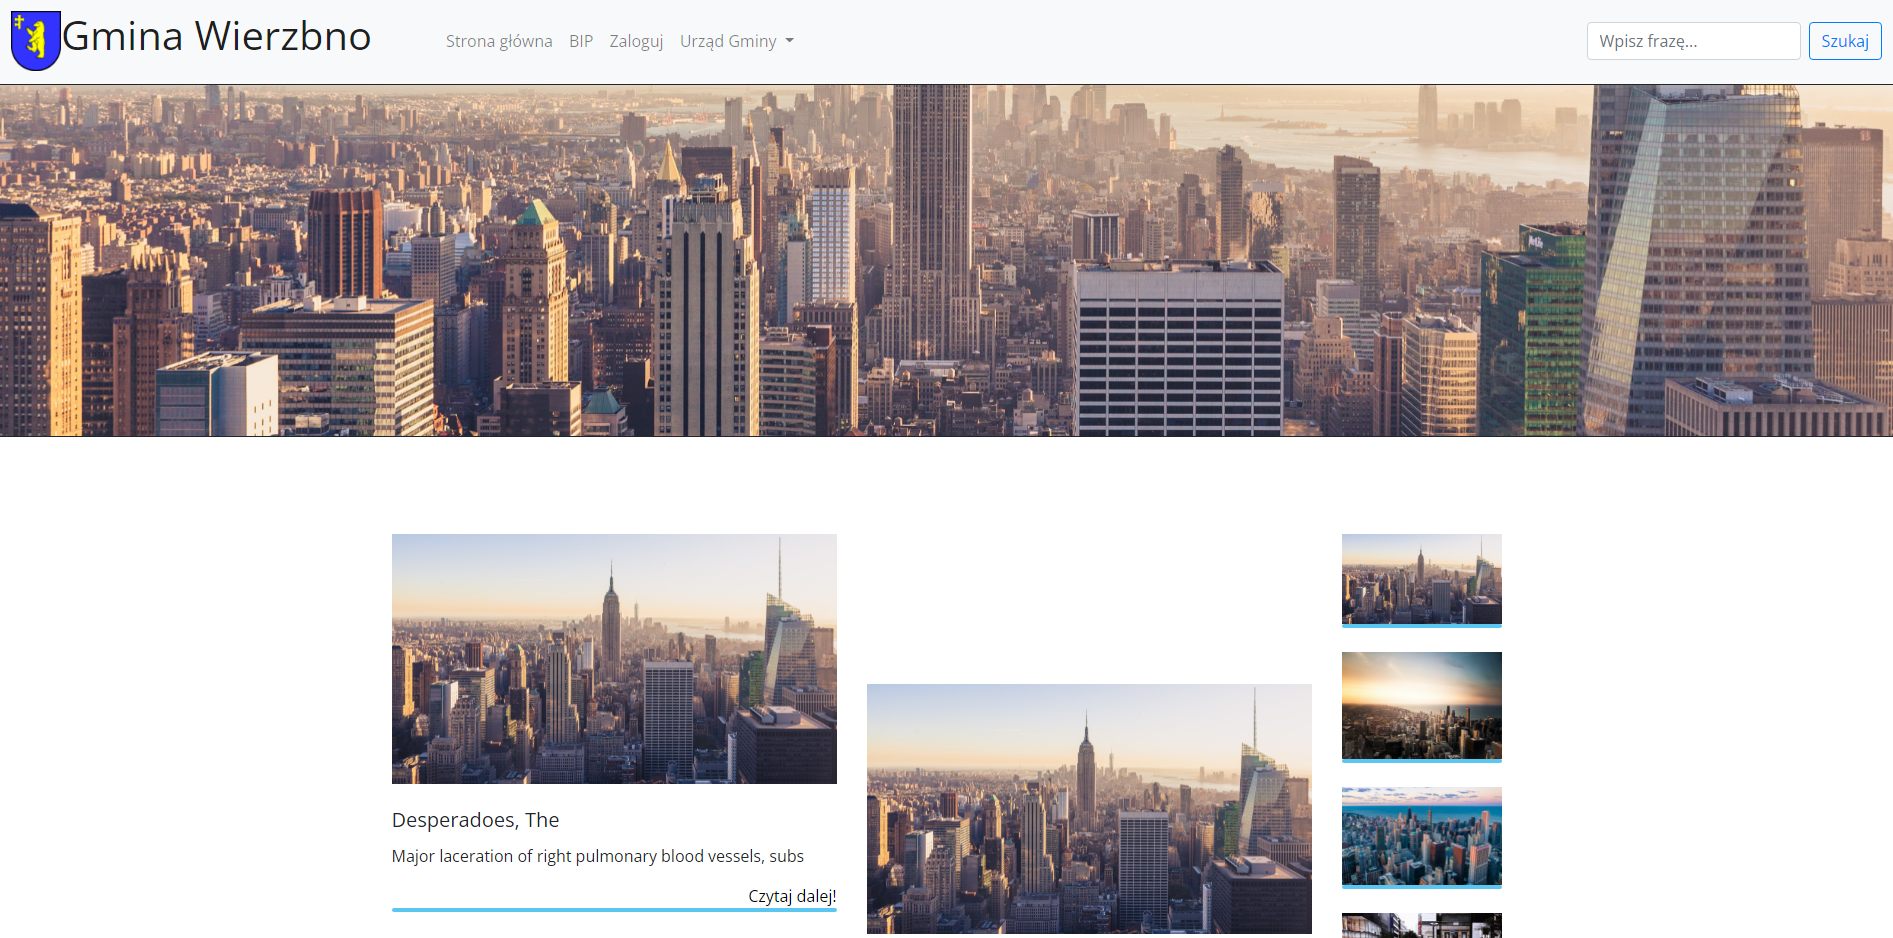 Gmina Wierzbno
Strona główna BIP Zaloguj Urząd Gminy
Wpisz frazę... Szukaj
Desperadoes, The
Major laceration of right pulmonary blood vessels, subs
Czytaj dalej!